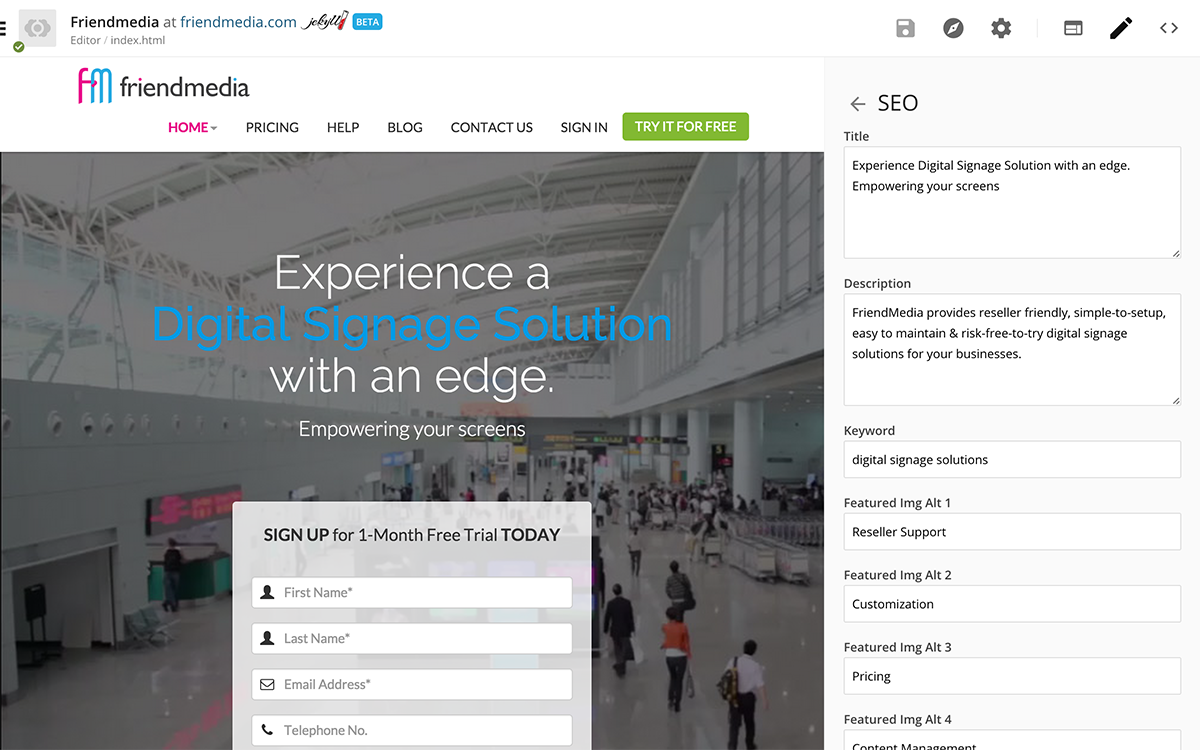 Friendmedia at friendmedia.com jekyll BETA
Editor / index.html
fm friendmedia
HOME PRICING HELP BLOG CONTACT US SIGN IN TRY IT FOR FREE
Experience a
Digital Signage Solution
with an edge.
Empowering your screens
SIGN UP for 1-Month Free Trial TODAY
First Name*
Last Name*
Email Address*
Telephone No.
SEO
Title
Experience Digital Signage Solution with an edge.
Empowering your screens
Description
FriendMedia provides reseller friendly, simple-to-setup,
easy to maintain & risk-free-to-try digital signage
solutions for your businesses.
Keyword
digital signage solutions
Featured Img Alt 1
Reseller Support
Featured Img Alt 2
Customization
Featured Img Alt 3
Pricing
Featured Img Alt 4
Content Management